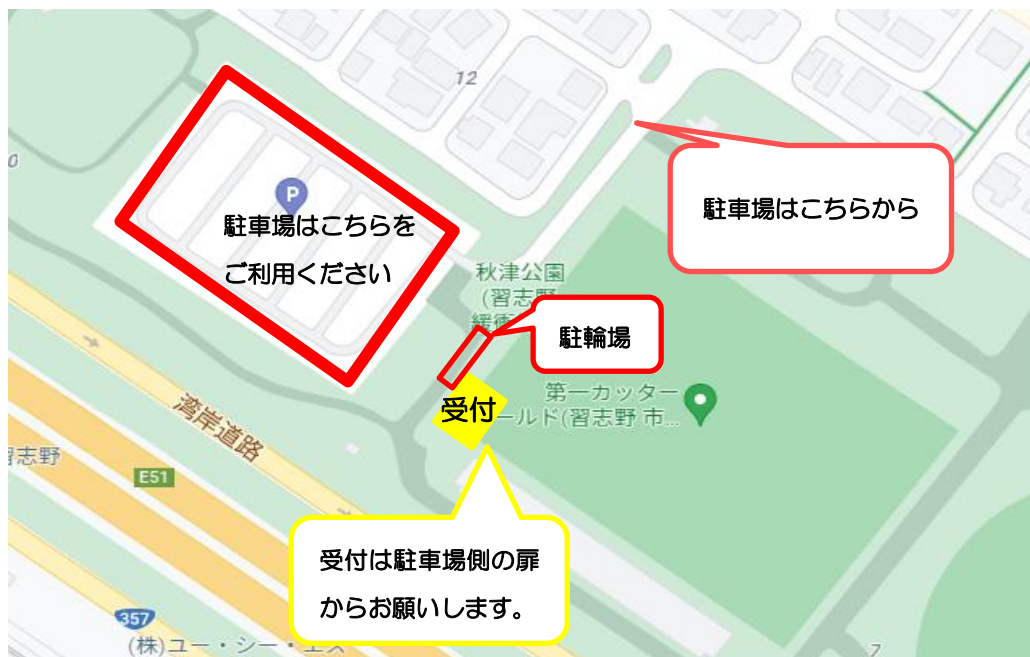 12
駐車場はこちらから
P
駐車場はこちらを
ご利用ください
秋津公園
(習志野
駐輪場
第一カッター
受付
ールド(習志野 市...
湾岸道路
志野
E51
受付は駐車場側の扉
からお願いします。
357
(株)ユー・シー・エス
7